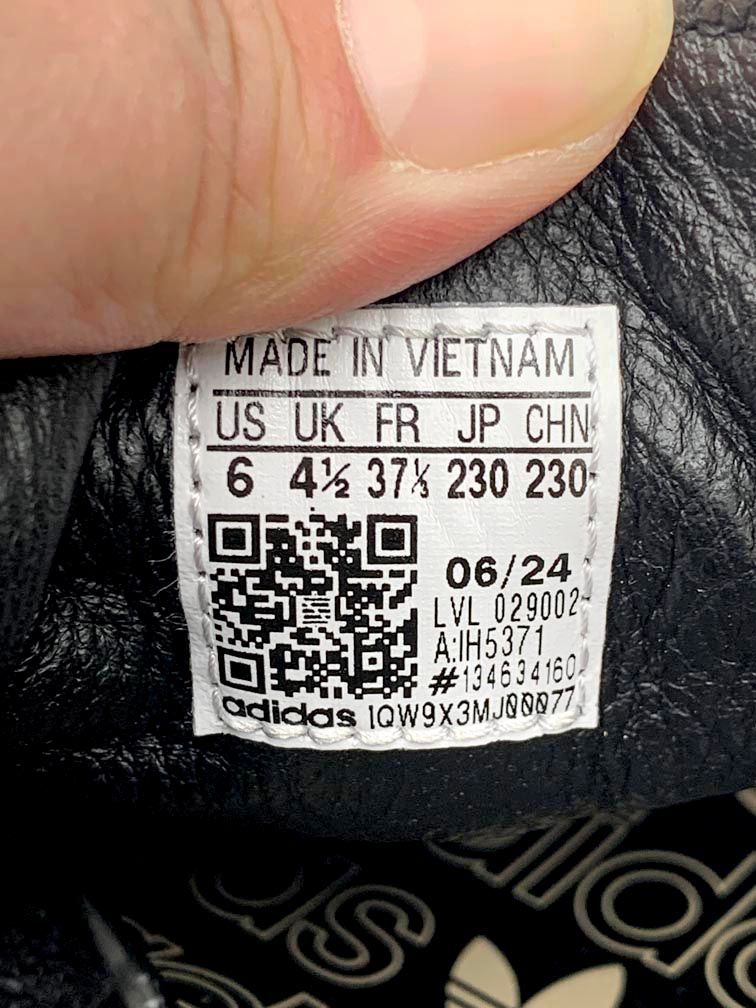 MADE IN VIETNAM
US UK FR JP CHN
6 4½ 37⅓ 230 230
06/24
LVL 029002
A:IH5371
#134634160
adidas 1QW9X3MJ00077
adidas